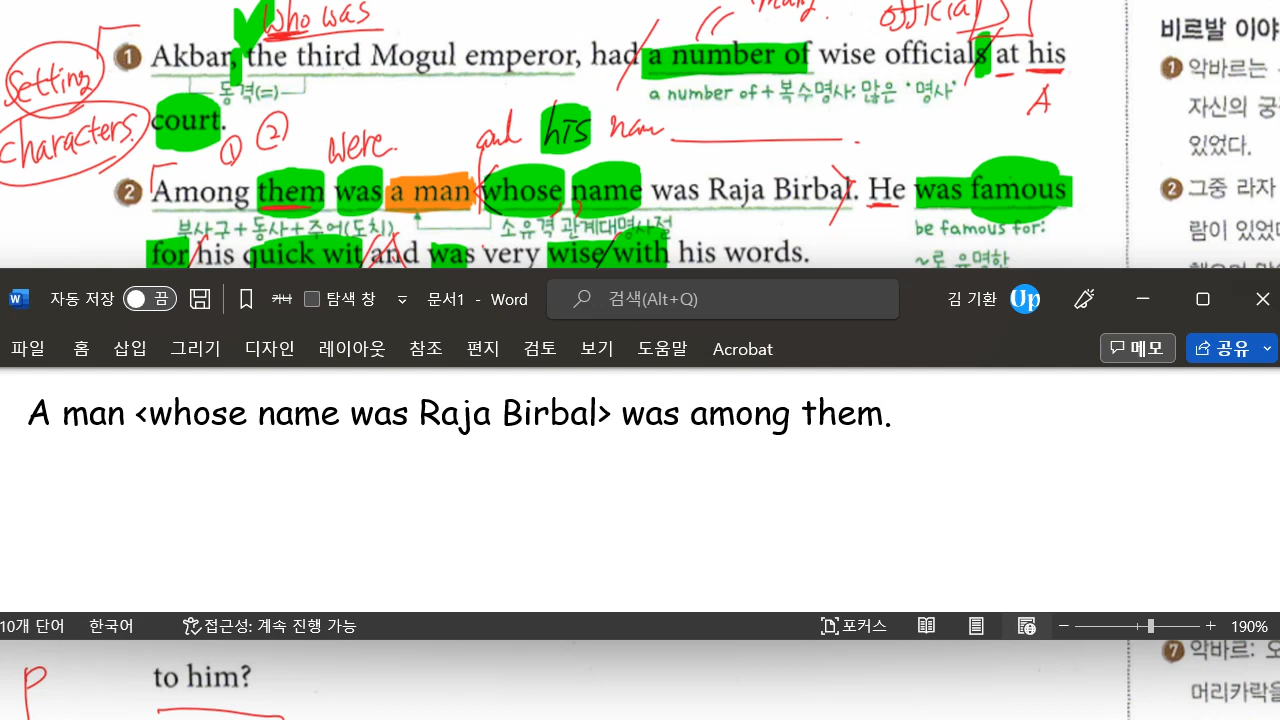 who was
many.
officials
비르발 이야
1 Akbar, the third Mogul emperor, had a number of wise officials at his
Setting
동격(=)
a number of + 복수명사: 많은 '명사'
A
1 악바르는
자신의 궁
있었다.
characters.
court.
① ②
were
and his name
2 Among them was a man whose name was Raja Birbal. He was famous
부사구+동사+주어(도치)
소유격 관계대명사절
be famous for:
~로 유명한
2 그중 라자
람이 있었다
for his quick wit and was very wise with his words.
자동 저장 끔
가나
탐색 창
문서1 - Word
검색(Alt+Q)
김 기환
Up
파일 홈 삽입 그리기 디자인 레이아웃 참조 편지 검토 보기 도움말 Acrobat
메모
공유
A man <whose name was Raja Birbal> was among them.
10개 단어 한국어 접근성: 계속 진행 가능
포커스
190%
P
to him?
7 악바르: 오
머리카락을